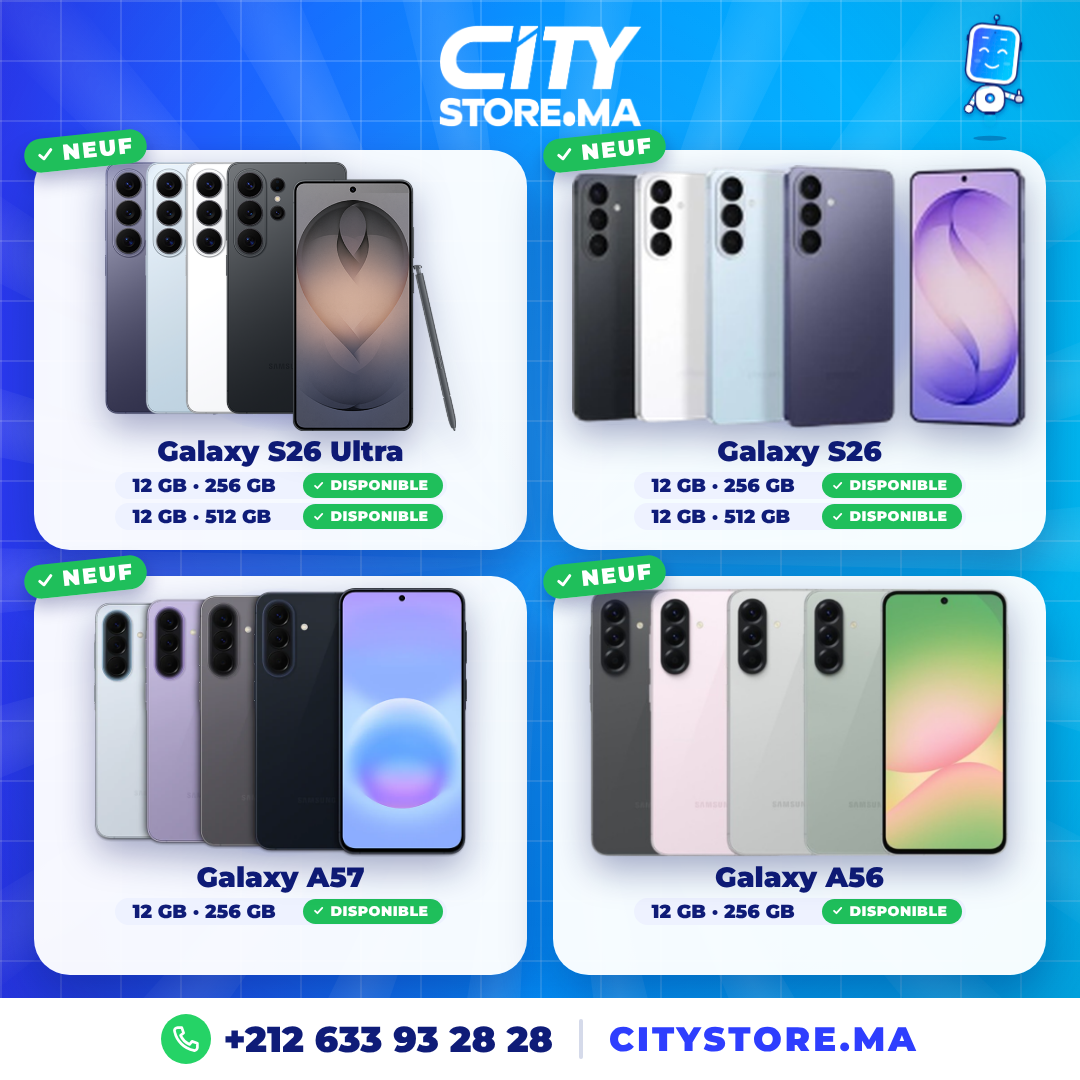 CITY
STORE.MA
NEUF
Galaxy S26 Ultra
12 GB • 256 GB DISPONIBLE
12 GB • 512 GB DISPONIBLE
NEUF
Galaxy S26
12 GB • 256 GB DISPONIBLE
12 GB • 512 GB DISPONIBLE
NEUF
Galaxy A57
12 GB • 256 GB DISPONIBLE
NEUF
SAMSUNG
Galaxy A56
12 GB • 256 GB DISPONIBLE
+212 633 93 28 28 | CITYSTORE.MA